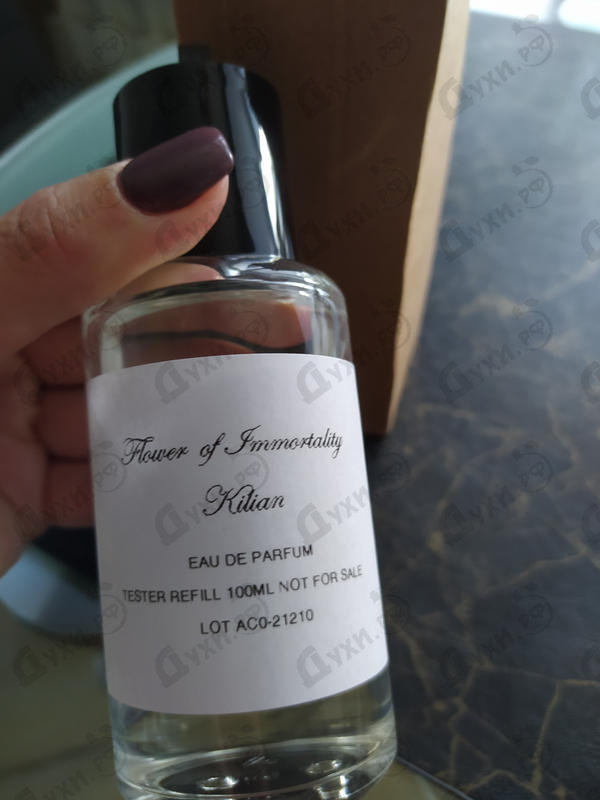 Flower of Immortality
Kilian
EAU DE PARFUM
TESTER REFILL 100ML NOT FOR SALE
LOT AC0-21210
Духи.РФ